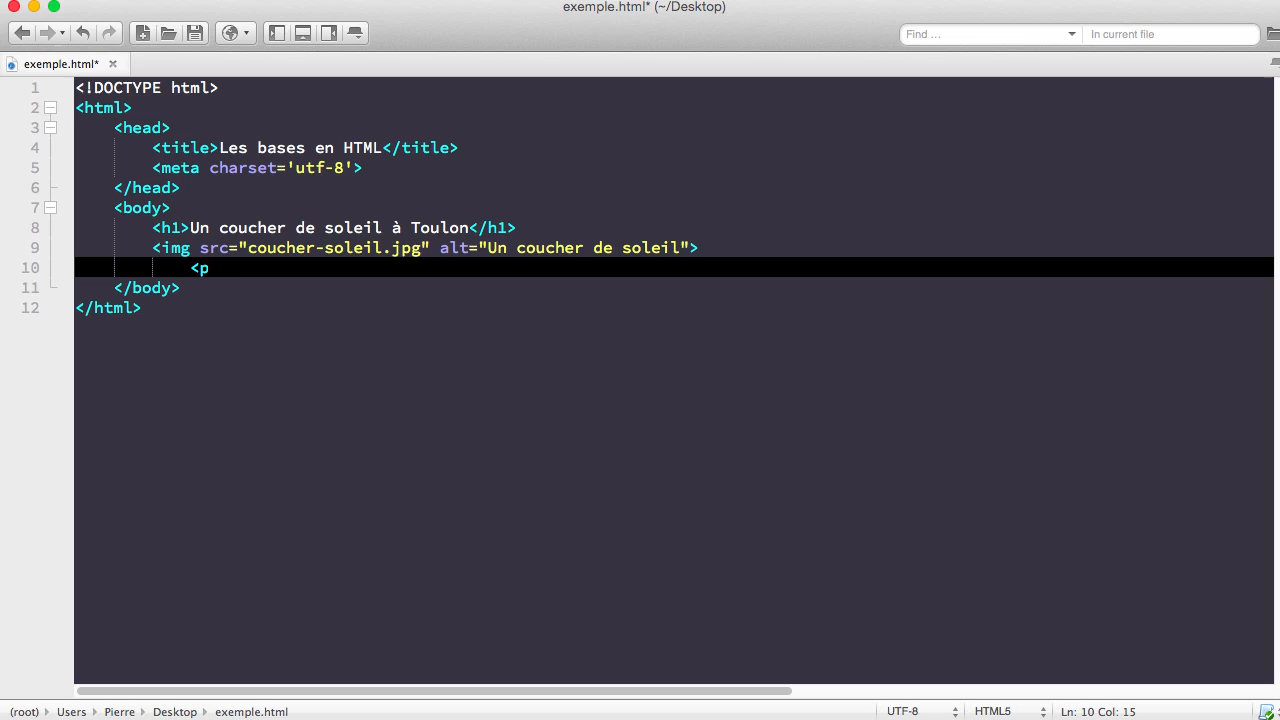 exemple.html* (~/Desktop)
Find ...
In current file
exemple.html*
1 <!DOCTYPE html>
2 <html>
3 <head>
4 <title>Les bases en HTML</title>
5 <meta charset='utf-8'>
6 </head>
7 <body>
8 <h1>Un coucher de soleil à Toulon</h1>
9 <img src="coucher-soleil.jpg" alt="Un coucher de soleil">
10 <p
11 </body>
12 </html>
(root) Users Pierre Desktop exemple.html UTF-8 HTML5 Ln: 10 Col: 15